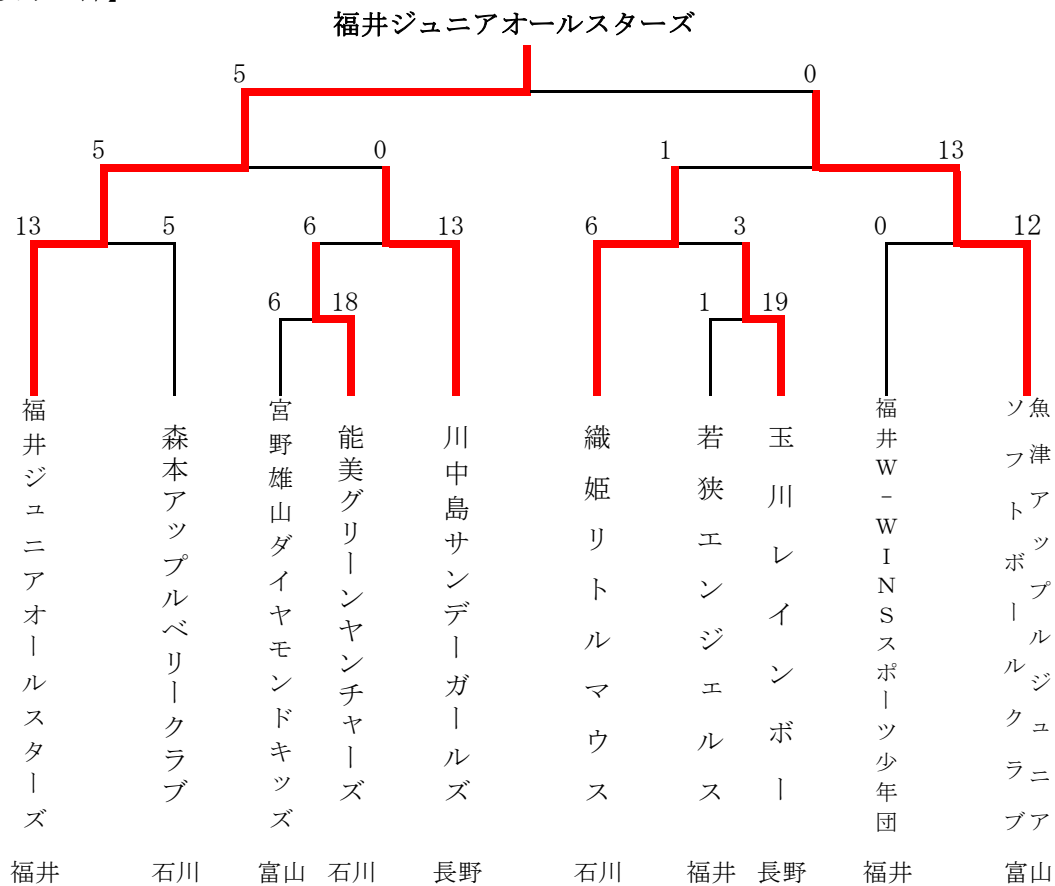 福井ジュニアオールスターズ
5 0
5 0 1 13
13 5 6 13 6 3 0 12
6 18 1 19
福井ジュニアオールスターズ
森本アップルベリークラブ
宮野雄山ダイヤモンドキッズ
能美グリーンヤンチャーズ
川中島サンデーガールズ
織姫リトルマウス
若狭エンジェルス
玉川レインボー
福井W-WINSスポーツ少年団
魚津アップルジュニア
ソフトボールクラブ
福井 石川 富山 石川 長野 石川 福井 長野 福井 富山